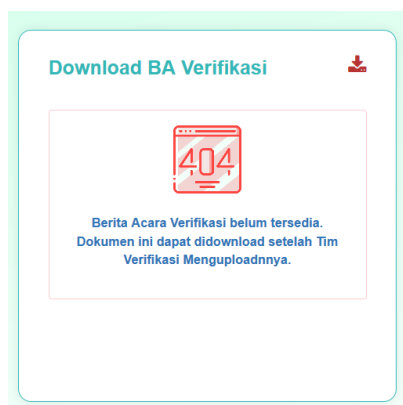 Download BA Verifikasi
404
Berita Acara Verifikasi belum tersedia.
Dokumen ini dapat didownload setelah Tim
Verifikasi Menguploadnnya.